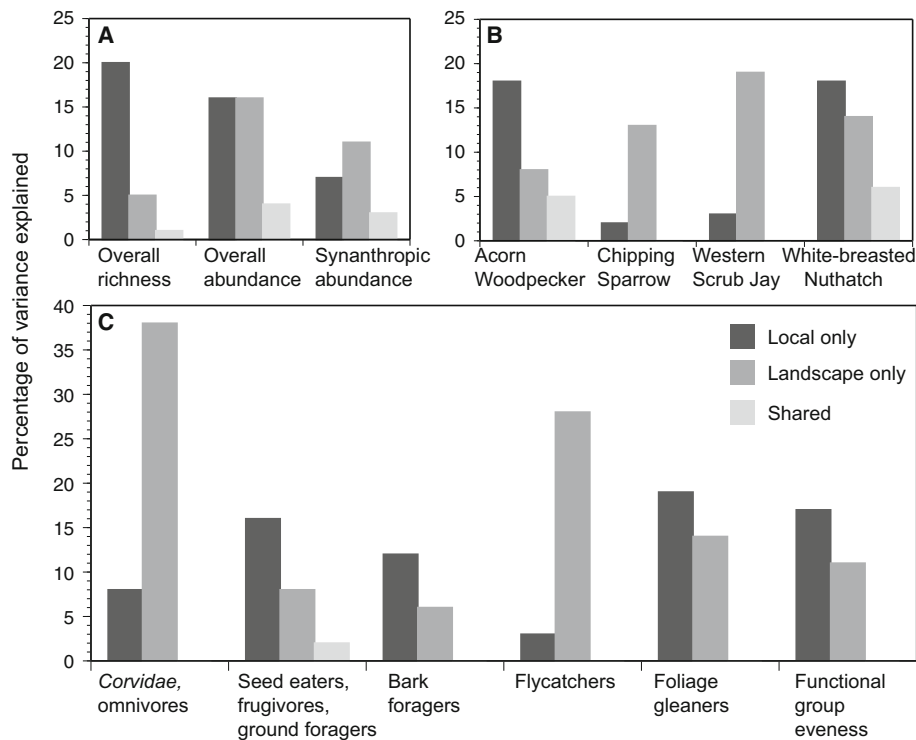 Percentage of variance explained
A
25
20
15
10
5
0
Overall richness
Overall abundance
Synanthropic abundance
B
25
20
15
10
5
0
Acorn Woodpecker
Chipping Sparrow
Western Scrub Jay
White-breasted Nuthatch
C
40
35
30
25
20
15
10
5
0
Local only
Landscape only
Shared
Corvidae, omnivores
Seed eaters, frugivores, ground foragers
Bark foragers
Flycatchers
Foliage gleaners
Functional group eveness